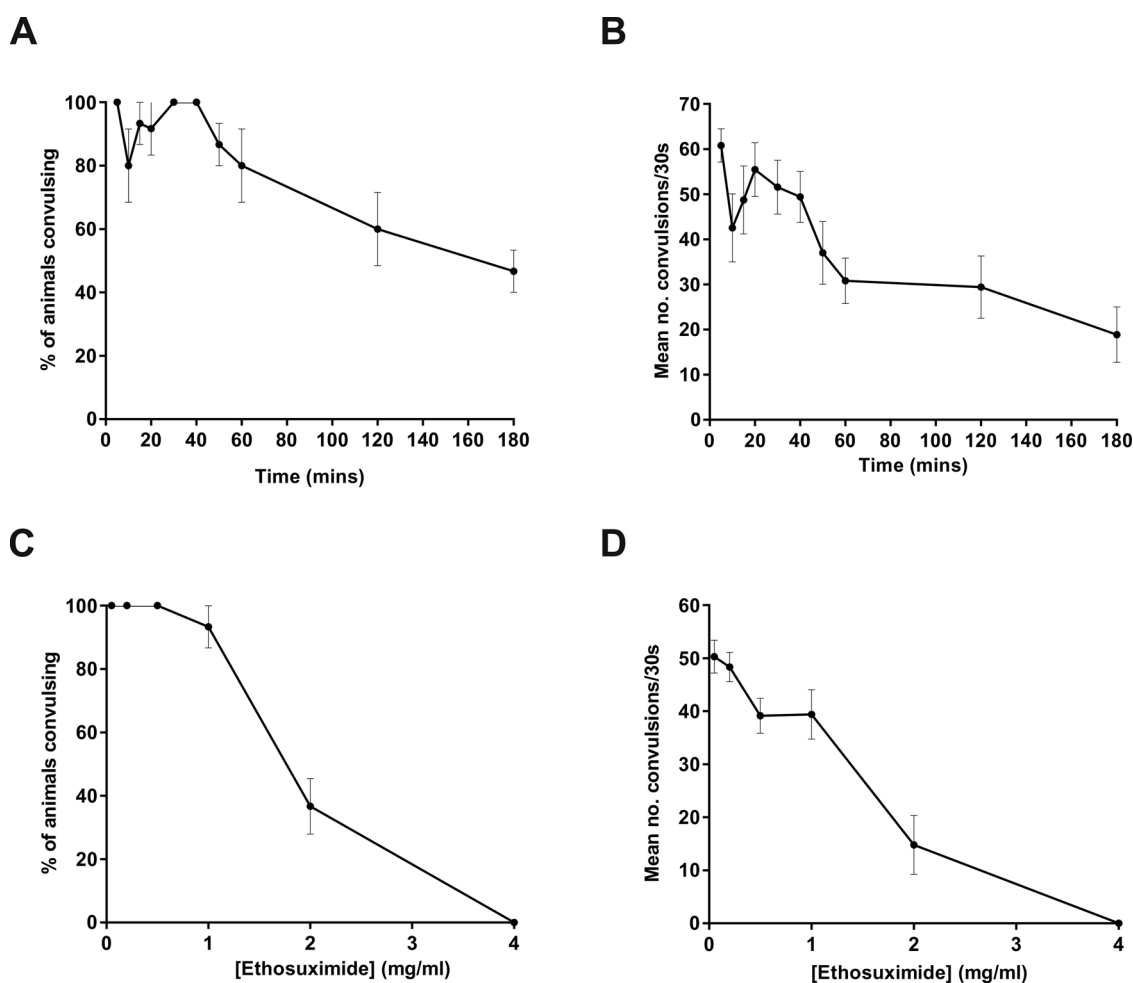 A
B
% of animals convulsing
100
80
60
40
20
0
0 20 40 60 80 100 120 140 160 180
Time (mins)
Mean no. convulsions/30s
70
60
50
40
30
20
10
0
0 20 40 60 80 100 120 140 160 180
Time (mins)
C
D
% of animals convulsing
100
80
60
40
20
0
0 1 2 3 4
[Ethosuximide] (mg/ml)
Mean no. convulsions/30s
60
50
40
30
20
10
0
0 1 2 3 4
[Ethosuximide] (mg/ml)